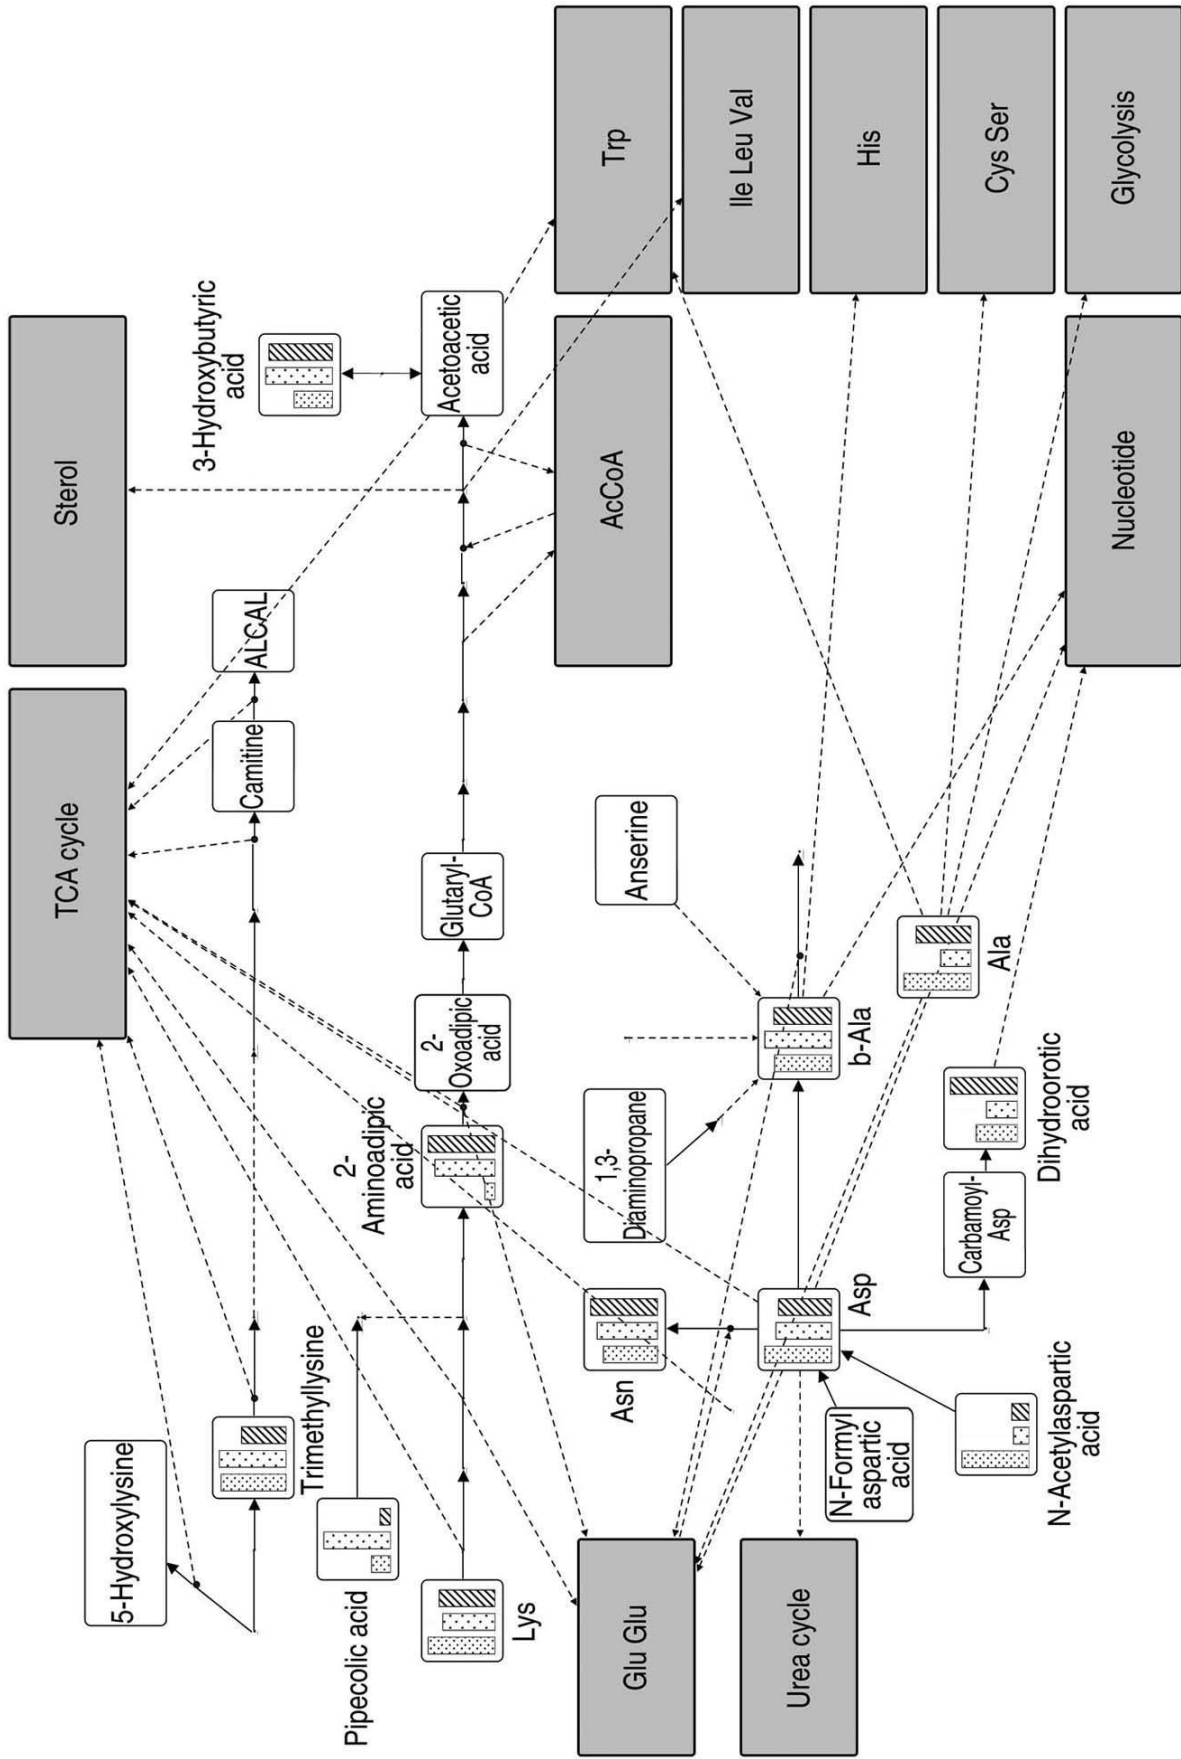 TCA cycle
Sterol
5-Hydroxylysine
Trimethyllysine
Camitine
ALCAL
3-Hydroxybutyric
acid
Pipecolic acid
Lys
2-
Aminoadipic
acid
2-
Oxoadipic
acid
Glutaryl-
CoA
Acetoacetic
acid
Glu Glu
Asn
1,3-
Diaminopropane
Anserine
AcCoA
Trp
Ile Leu Val
Urea cycle
N-Formyl
aspartic
acid
Asp
b-Ala
His
N-Acetylaspartic
acid
Carbamoyl-
Asp
Dihydroorotic
acid
Ala
Cys Ser
Nucleotide
Glycolysis